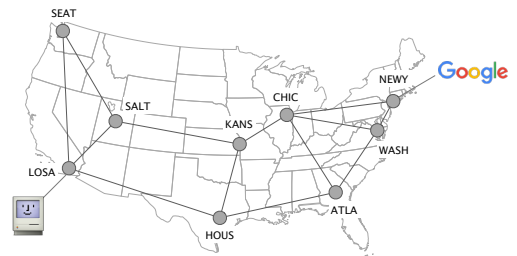 SEAT
Google
NEWY
CHIC
SALT
KANS
WASH
LOSA
ATLA
HOUS